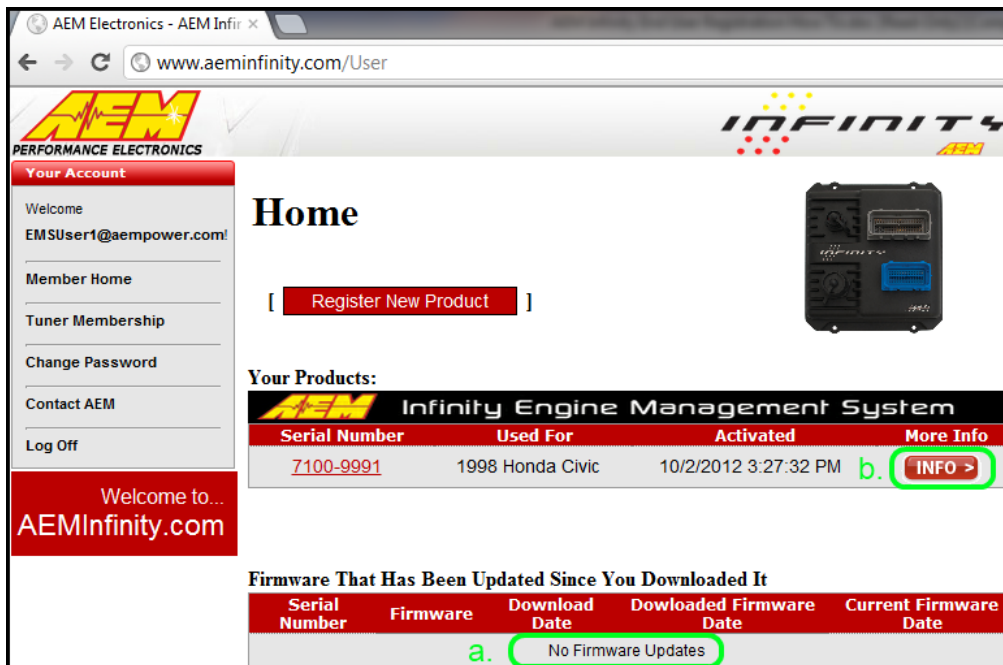 AEM Electronics - AEM Infir
www.aeminfinity.com/User
AEM
PERFORMANCE ELECTRONICS
INFINITY
AEM
Your Account
Welcome
EMSUser1@aempower.com!
Member Home
Tuner Membership
Change Password
Contact AEM
Log Off
Welcome to...
AEMInfinity.com
Home
[ Register New Product ]
INFINITY
Your Products:
AEM Infinity Engine Management System
Serial Number Used For Activated More Info
7100-9991 1998 Honda Civic 10/2/2012 3:27:32 PM b. INFO >
Firmware That Has Been Updated Since You Downloaded It
Serial Number Firmware Download Date Dowloaded Firmware Date Current Firmware Date
a. No Firmware Updates